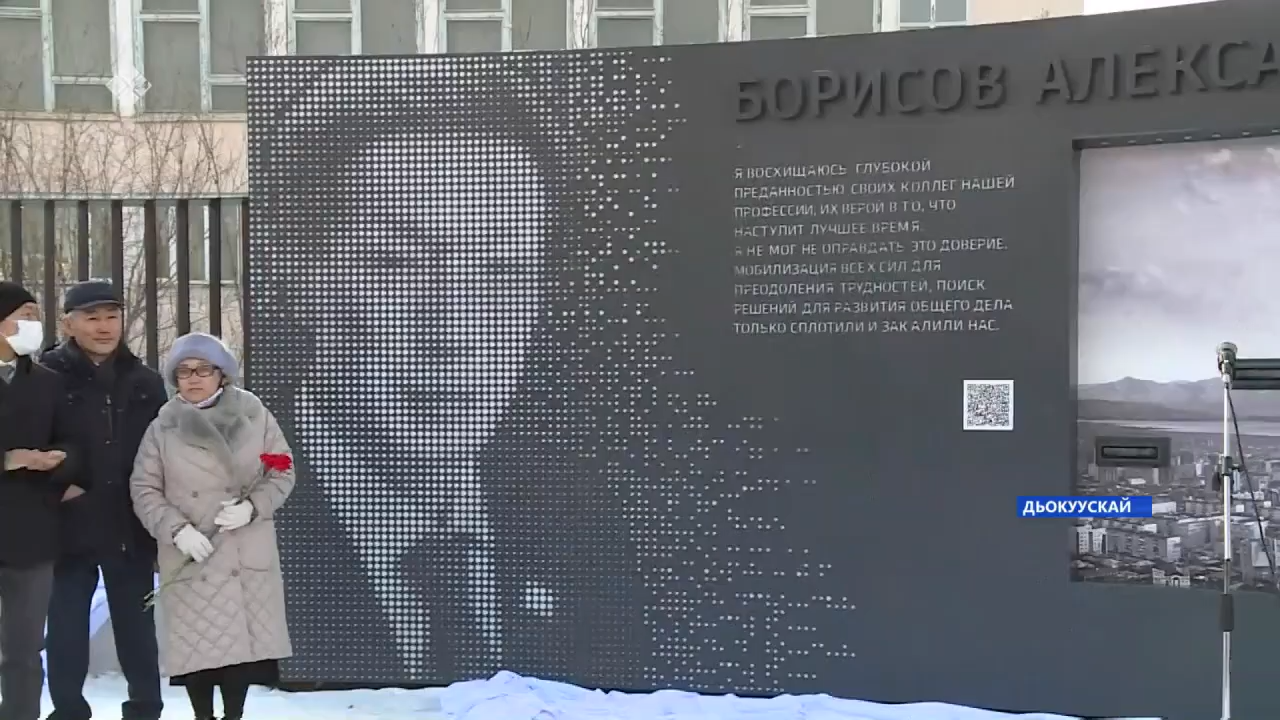 БОРИСОВ АЛЕКСА
Я ВОСХИЩАЮСЬ ГЛУБОКОЙ
ПРЕДАННОСТЬЮ СВОИХ КОЛЛЕГ НАШЕЙ
ПРОФЕССИИ, ИХ ВЕРОЙ В ТО, ЧТО
НАСТУПИТ ЛУЧШЕЕ ВРЕМЯ.
Я НЕ МОГ НЕ ОПРАВДАТЬ ЭТО ДОВЕРИЕ.
МОБИЛИЗАЦИЯ ВСЕХ СИЛ ДЛЯ
ПРЕОДОЛЕНИЯ ТРУДНОСТЕЙ, ПОИСК
РЕШЕНИЙ ДЛЯ РАЗВИТИЯ ОБЩЕГО ДЕЛА
ТОЛЬКО СПЛОТИЛИ И ЗАКАЛИЛИ НАС.
ДЬОКУУСКАЙ